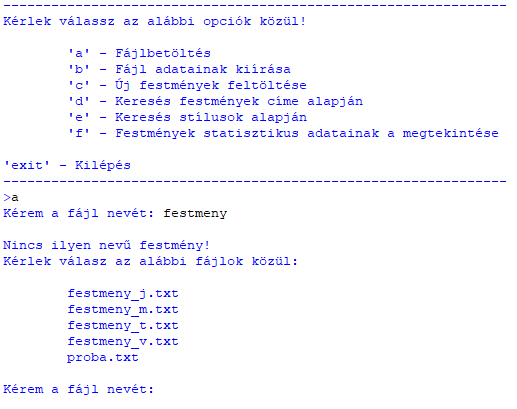 ----------------------------------------------------------------
Kérlek válassz az alábbi opciók közül!
'a' - Fájlbetöltés
'b' - Fájl adatainak kiírása
'c' - Új festmények feltöltése
'd' - Keresés festmények címe alapján
'e' - Keresés stílusok alapján
'f' - Festmények statisztikus adatainak a megtekintése
'exit' - Kilépés
----------------------------------------------------------------
>a
Kérem a fájl nevét: festmeny
Nincs ilyen nevű festmény!
Kérlek válasz az alábbi fájlok közül:
festmeny_j.txt
festmeny_m.txt
festmeny_t.txt
festmeny_v.txt
proba.txt
Kérem a fájl nevét: